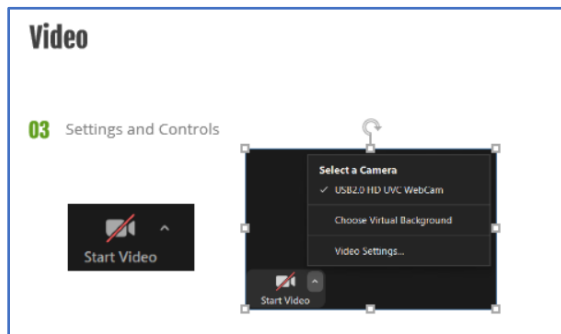 Video
03 Settings and Controls
Start Video
Select a Camera
✓ USB2.0 HD UVC WebCam
Choose Virtual Background
Video Settings...
Start Video